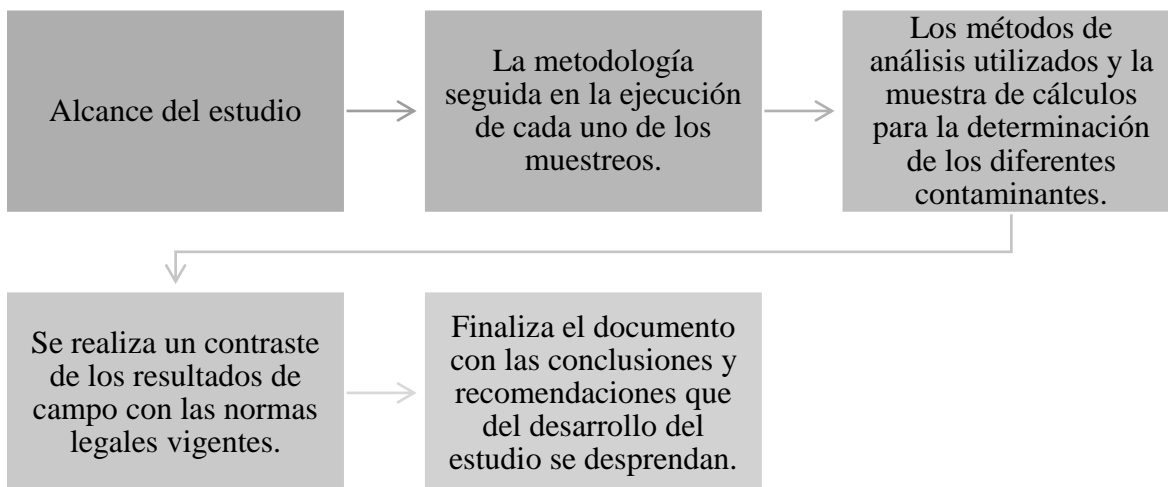 Alcance del estudio
La metodología
seguida en la ejecución
de cada uno de los
muestreos.
Los métodos de
análisis utilizados y la
muestra de cálculos
para la determinación
de los diferentes
contaminantes.
Se realiza un contraste
de los resultados de
campo con las normas
legales vigentes.
Finaliza el documento
con las conclusiones y
recomendaciones que
del desarrollo del
estudio se desprendan.